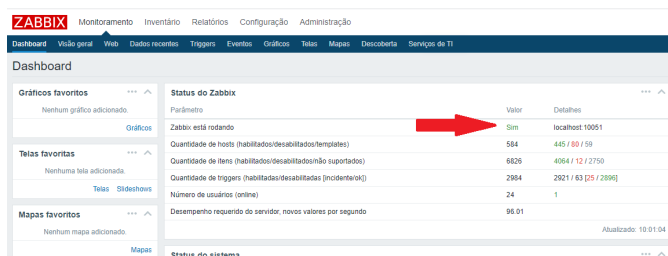 ZABBIX Monitoramento Inventário Relatórios Configuração Administração
Dashboard Visão geral Web Dados recentes Triggers Eventos Gráficos Telas Mapas Descoberta Serviços de TI
Dashboard
Gráficos favoritos
Nenhum gráfico adicionado.
Gráficos
Telas favoritas
Nenhuma tela adicionada.
Telas Slideshows
Mapas favoritos
Nenhum mapa adicionado.
Mapas
Status do Zabbix
Parâmetro Valor Detalhes
Zabbix está rodando Sim localhost:10051
Quantidade de hosts (habilitados/desabilitados/templates) 584 445 / 80 / 59
Quantidade de itens (habilitados/desabilitados/não suportados) 6826 4064 / 12 / 2750
Quantidade de triggers (habilitadas/desabilitadas [incidente/ok]) 2984 2921 / 63 [25 / 2896]
Número de usuários (online) 24 1
Desempenho requerido do servidor, novos valores por segundo 96.01
Atualizado: 10:01:04
Status do sistema